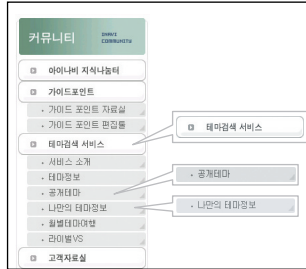 커뮤니티
COMMUNITY
아이나비 지식나눔터
가이드포인트
· 가이드 포인트 자료실
· 가이드 포인트 편집툴
테마검색 서비스
· 서비스 소개
· 테마정보
· 공개테마
· 나만의 테마정보
· 월별테마여행
· 라이벌VS
고객자료실
테마검색 서비스
· 공개테마
· 나만의 테마정보